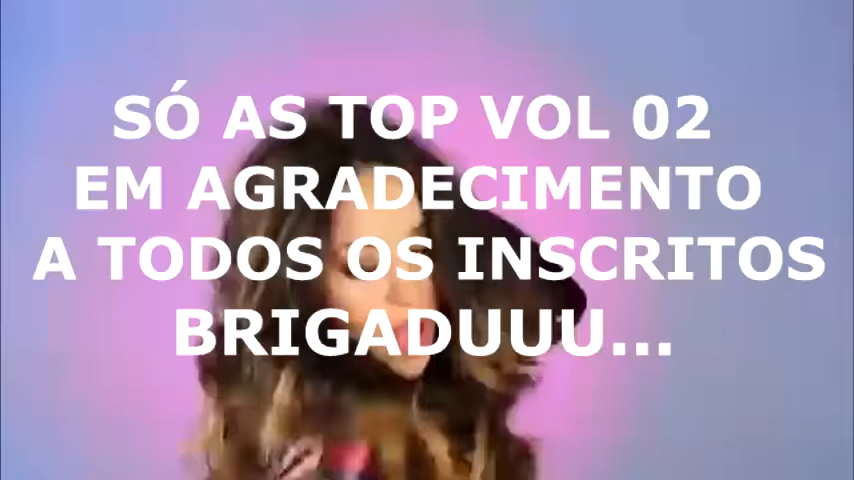 SÓ AS TOP VOL 02
EM AGRADECIMENTO
A TODOS OS INSCRITOS
BRIGADUUU...